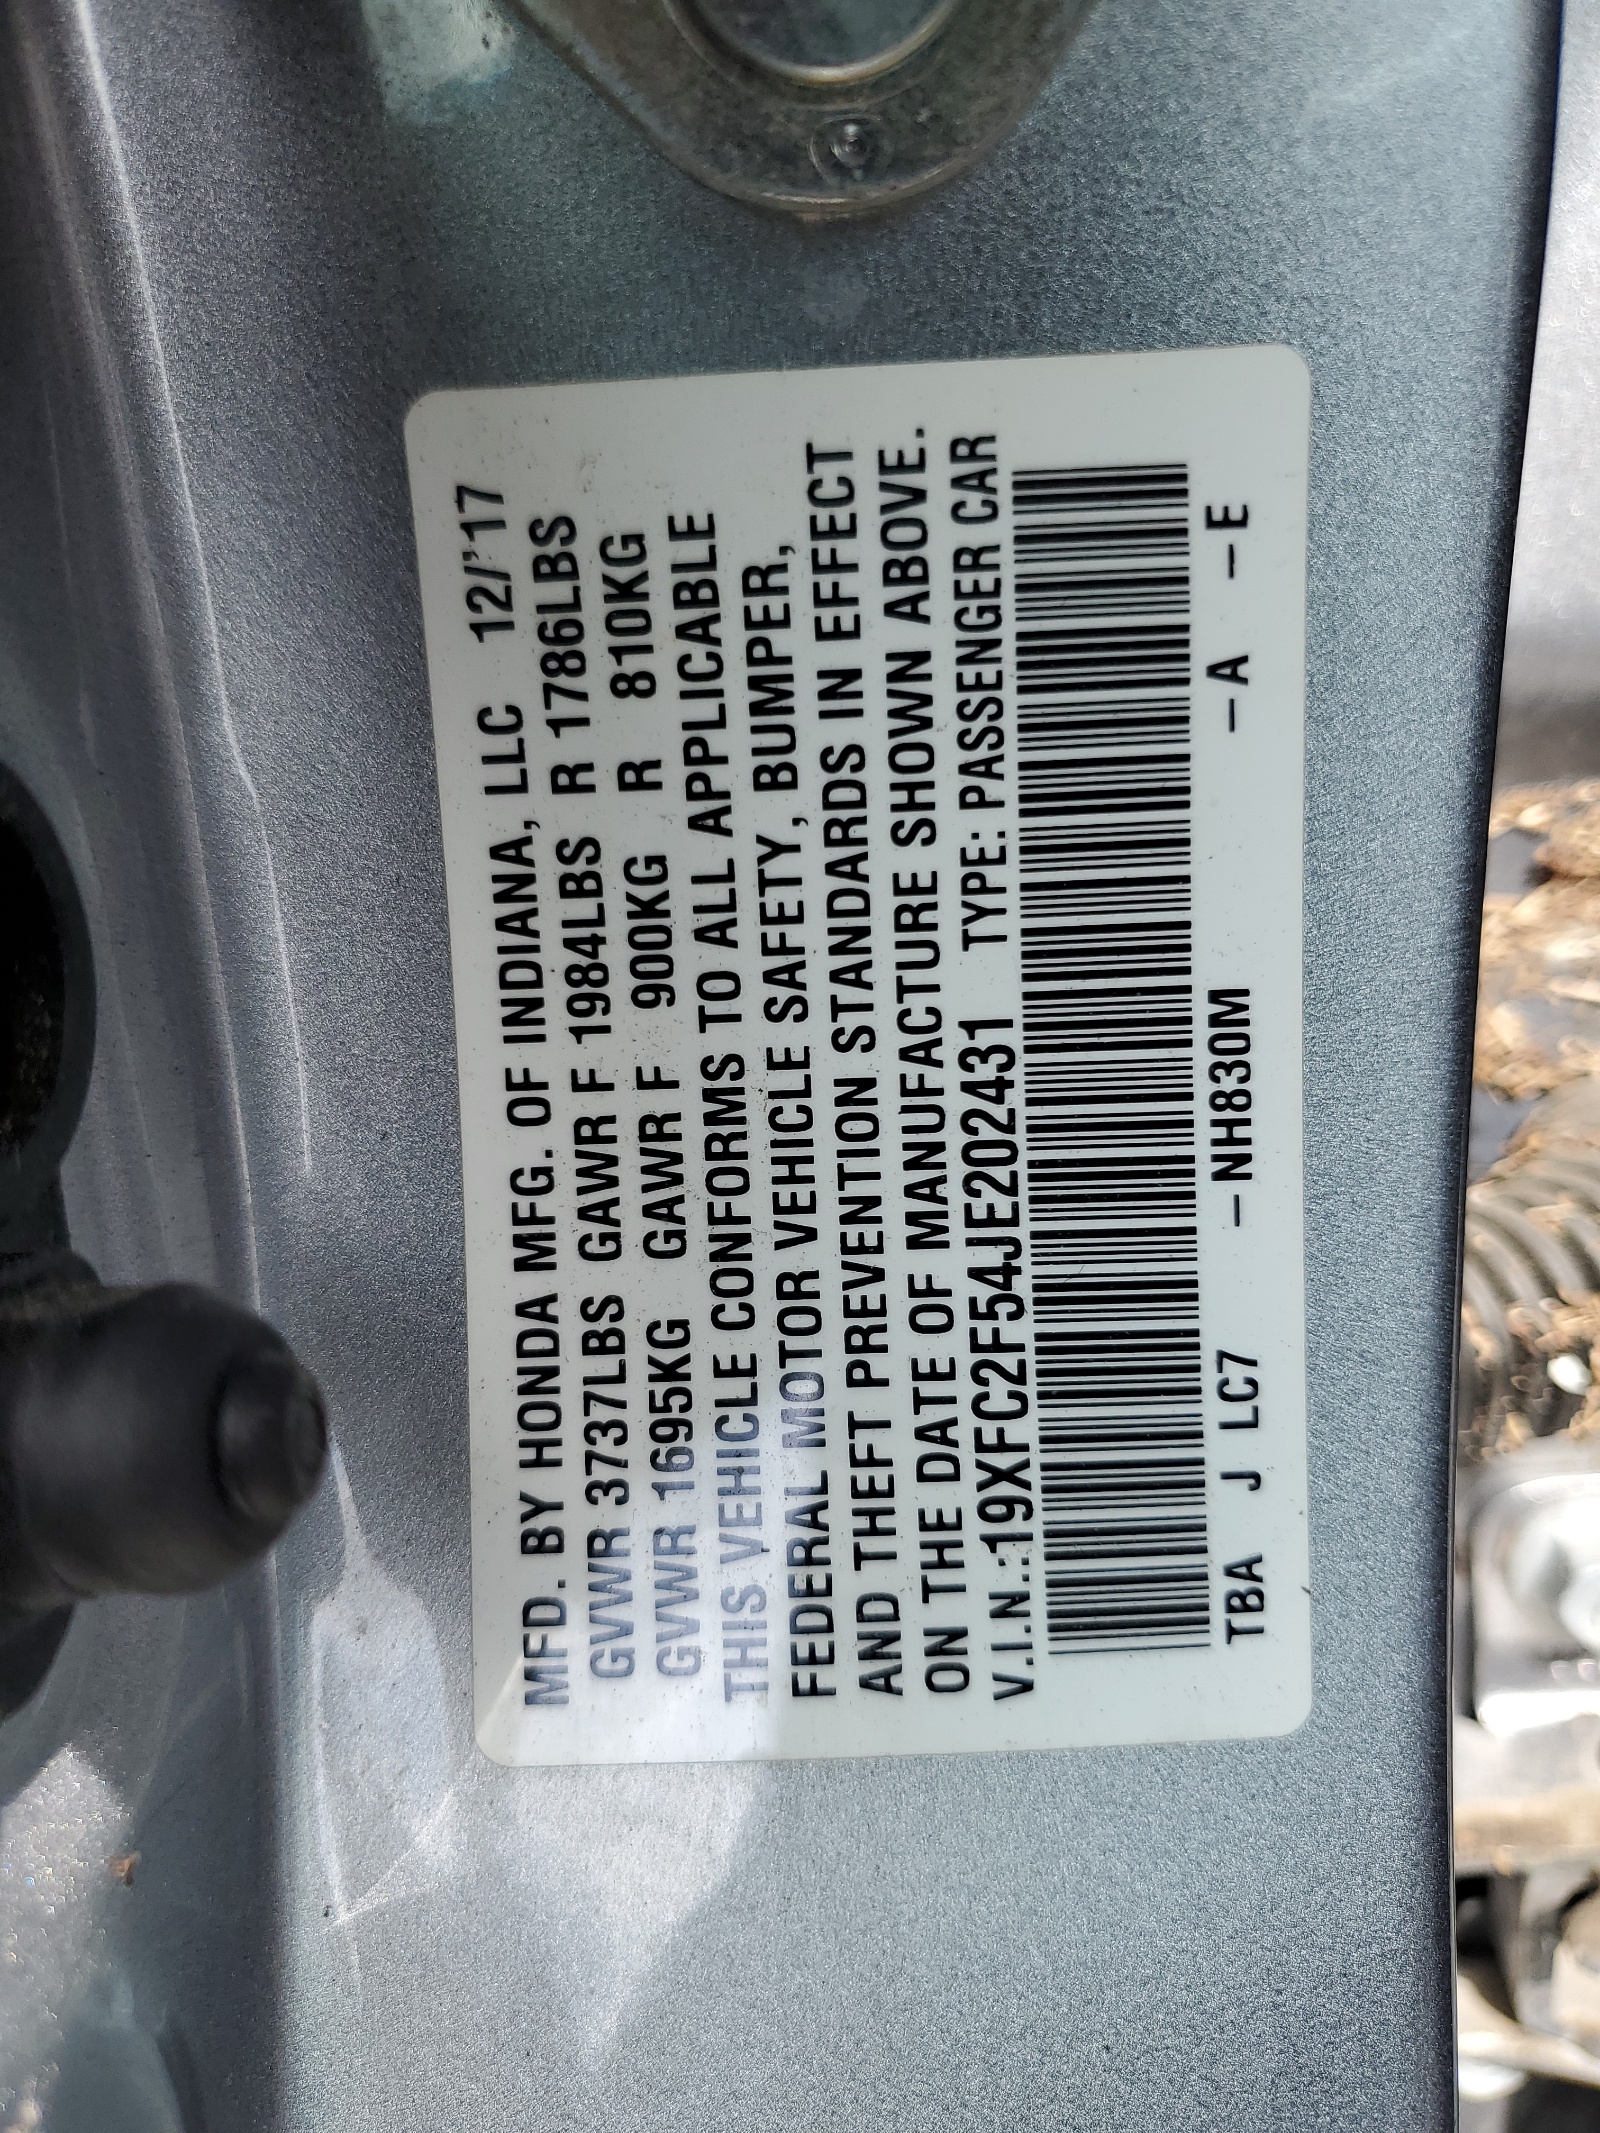 MFD. BY HONDA MFG. OF INDIANA, LLC 12/'17
GVWR 3737LBS GAWR F 1984LBS R 1786LBS
GVWR 1695KG GAWR F 900KG R 810KG
THIS VEHICLE CONFORMS TO ALL APPLICABLE
FEDERAL MOTOR VEHICLE SAFETY, BUMPER,
AND THEFT PREVENTION STANDARDS IN EFFECT
ON THE DATE OF MANUFACTURE SHOWN ABOVE.
V.I.N.:19XFC2F54JE202431 TYPE: PASSENGER CAR
TBA J LC7 –NH830M –A –E